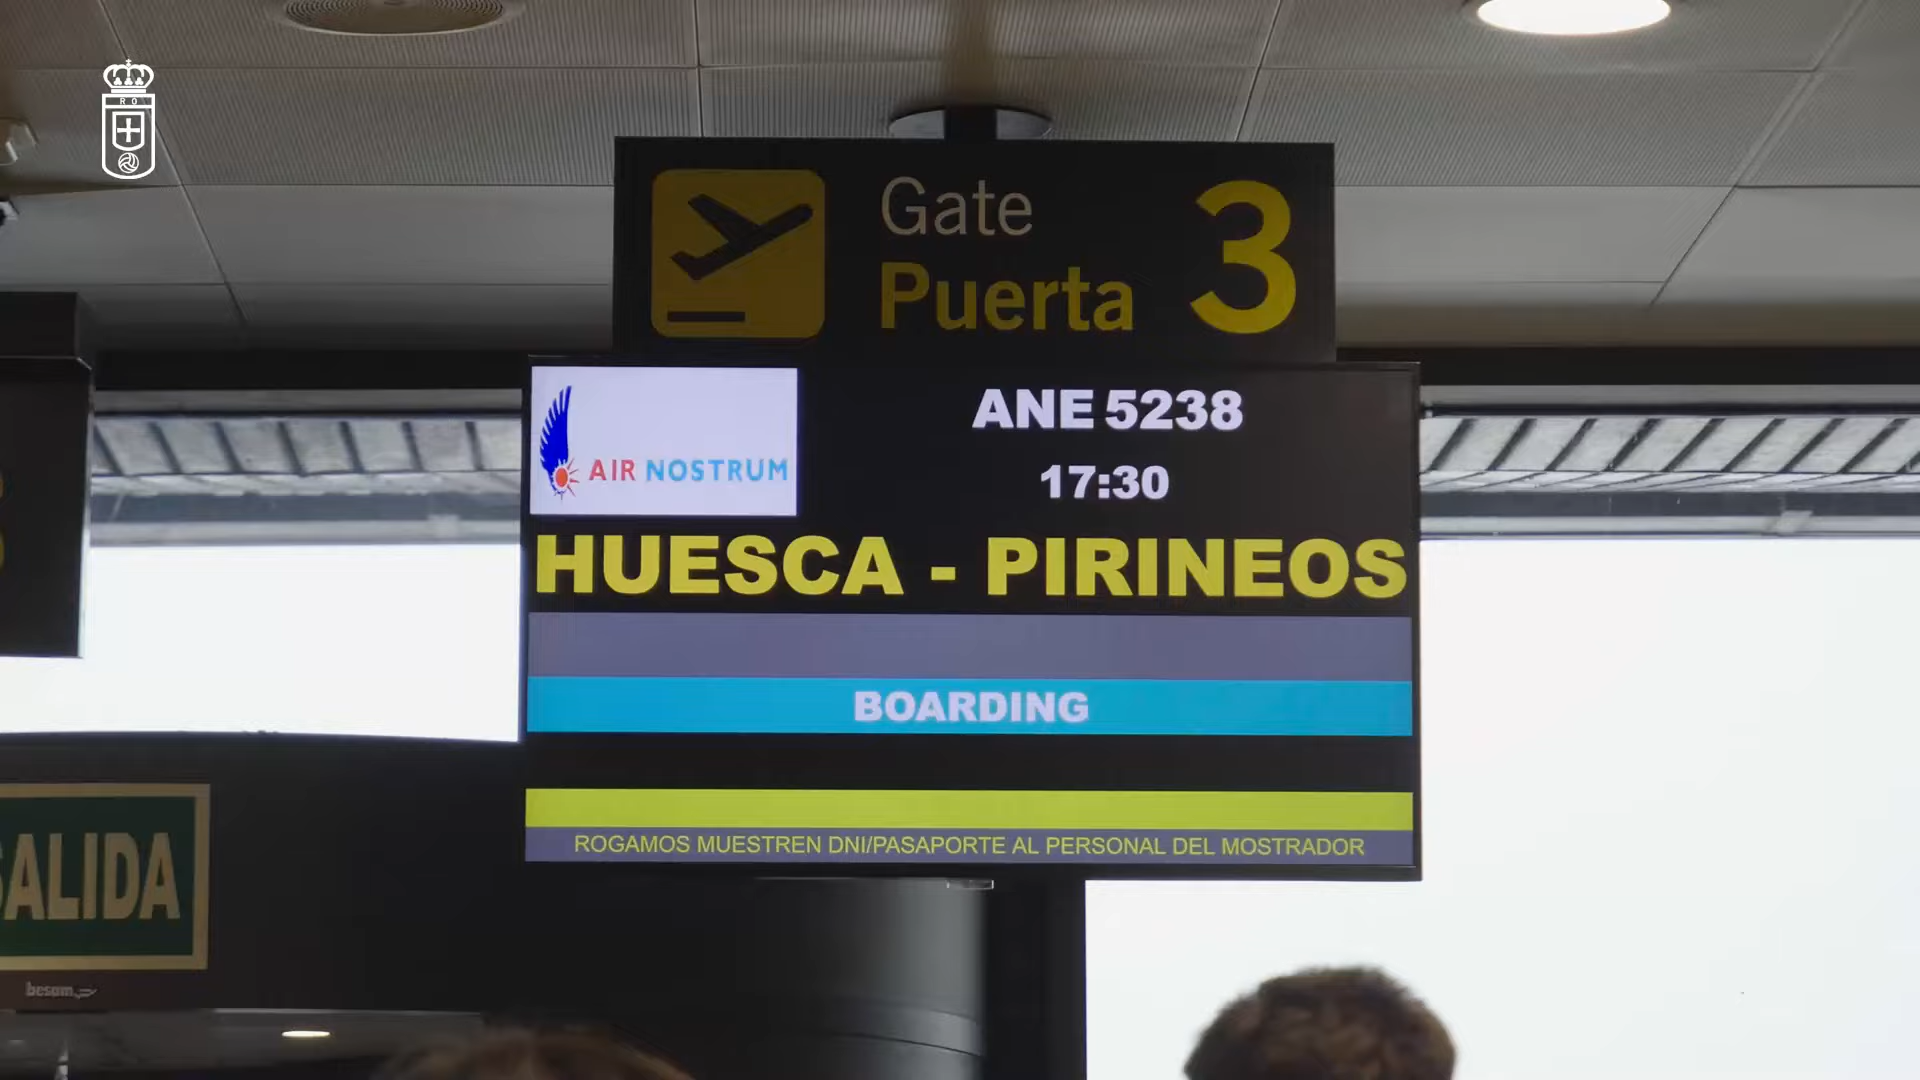 RO
Gate
Puerta
3
AIR NOSTRUM
ANE 5238
17:30
HUESCA - PIRINEOS
BOARDING
ROGAMOS MUESTREN DNI/PASAPORTE AL PERSONAL DEL MOSTRADOR
SALIDA
besam